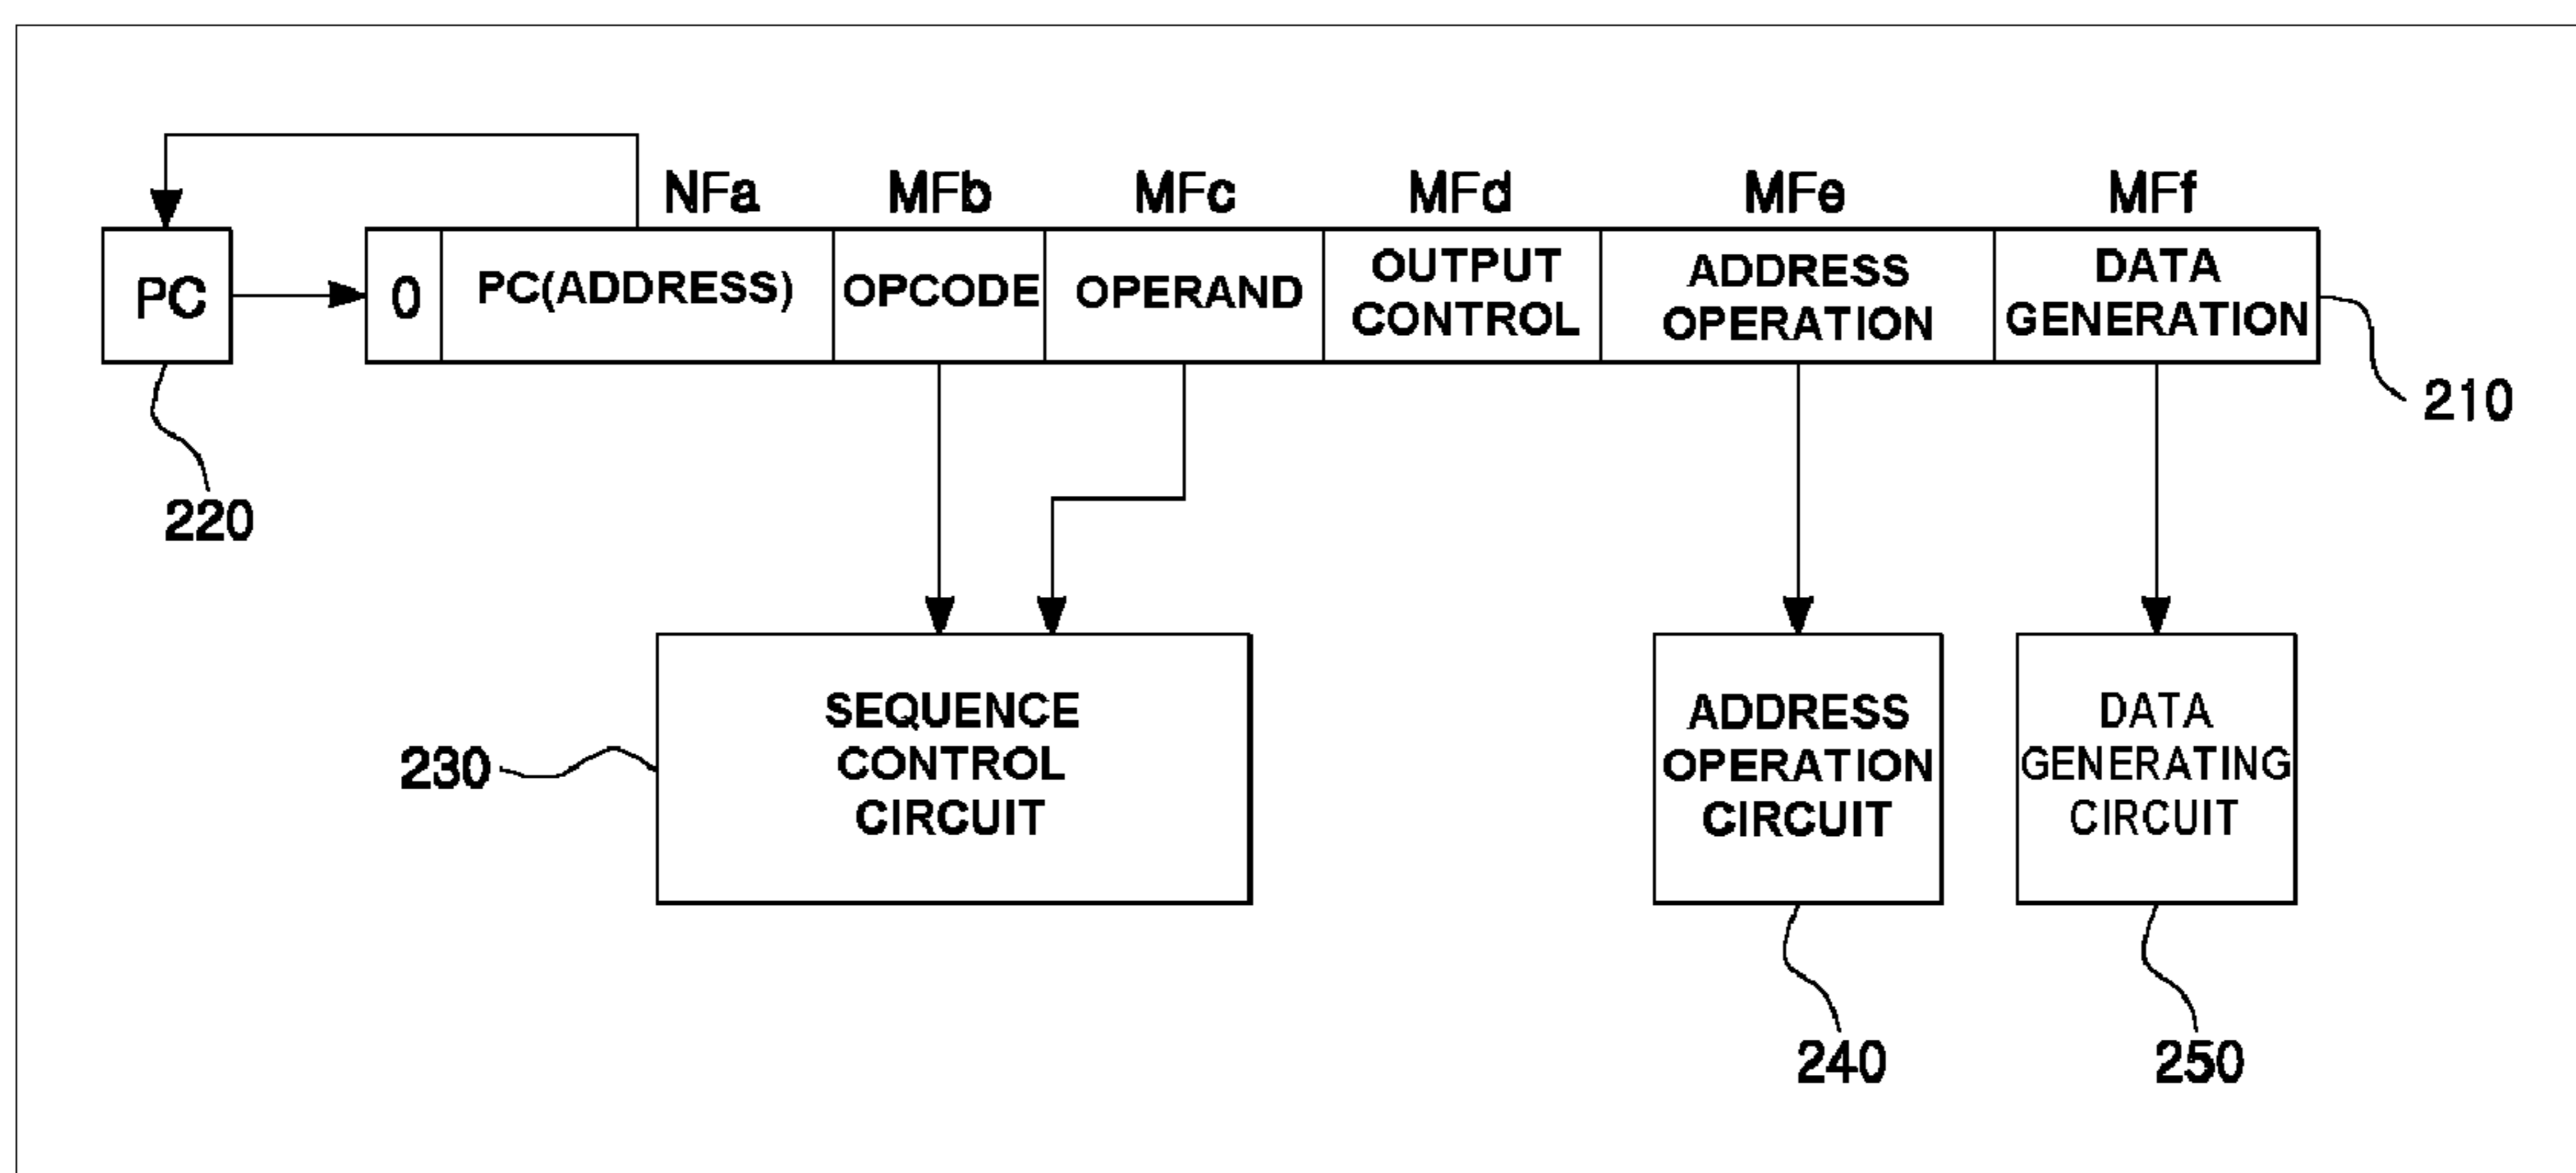 NFa MFb MFc MFd MFe MFf
PC 0 PC(ADDRESS) OPCODE OPERAND OUTPUT CONTROL ADDRESS OPERATION DATA GENERATION
210
220
230
SEQUENCE
CONTROL
CIRCUIT
ADDRESS
OPERATION
CIRCUIT
DATA
GENERATING
CIRCUIT
240
250